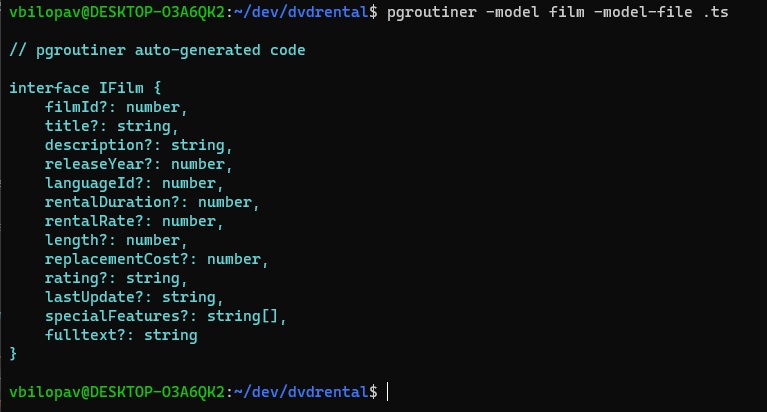 vbilopav@DESKTOP-O3A6QK2:~/dev/dvdrental$ pgroutiner -model film -model-file .ts
// pgroutiner auto-generated code
interface IFilm {
    filmId?: number,
    title?: string,
    description?: string,
    releaseYear?: number,
    languageId?: number,
    rentalDuration?: number,
    rentalRate?: number,
    length?: number,
    replacementCost?: number,
    rating?: string,
    lastUpdate?: string,
    specialFeatures?: string[],
    fulltext?: string
}
vbilopav@DESKTOP-O3A6QK2:~/dev/dvdrental$